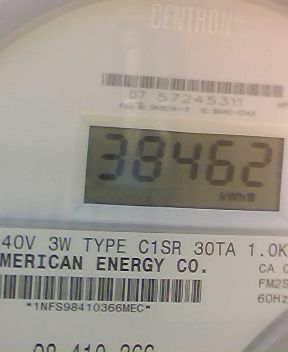 CENTRON
07 57245311
38462
kWh
40V 3W TYPE C1SR 30TA 1.0K
MERICAN ENERGY CO.
CA 0
FM2S
60Hz
*1NFS98410366MEC*